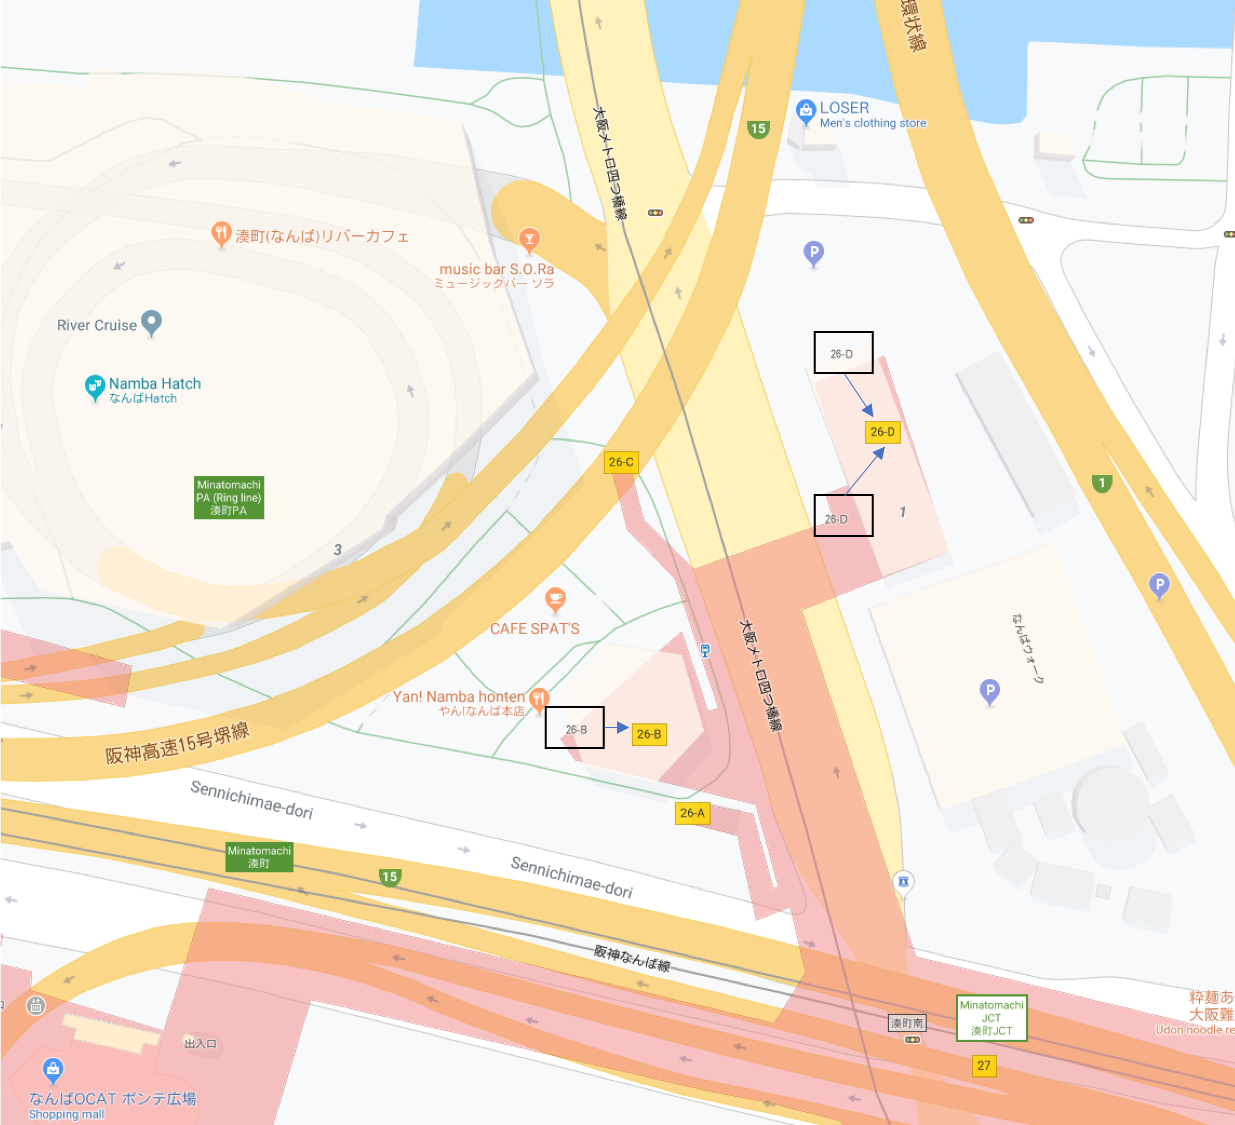 環状線
LOSER
Men's clothing store
15
大阪メトロ四つ橋線
湊町(なんば)リバーカフェ
music bar S.O.Ra
ミュージックバー ソラ
P
River Cruise
26-D
Namba Hatch
なんばHatch
26-D
26-C
Minatomachi
PA (Ring line)
湊町PA
1
26-D
1
3
P
CAFE SPAT'S
大阪メトロ四つ橋線
なんばウォーク
P
Yan! Namba honten
やん!なんば本店
26-B
26-B
阪神高速15号堺線
Sennichimae-dori
26-A
Minatomachi
湊町
15
Sennichimae-dori
阪神なんば線
粋麺あ
大阪難
Udon noodle re
Minatomachi
JCT
湊町JCT
湊町南
出入口
27
なんばOCAT ポンテ広場
Shopping mall